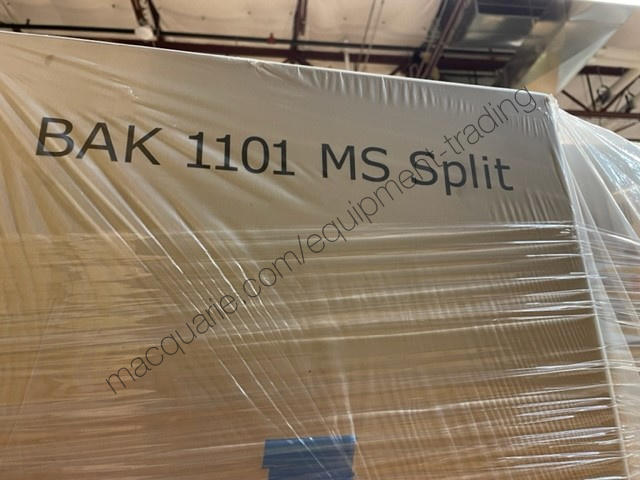 BAK 1101 MS Split
macquarie.com/equipment-trading